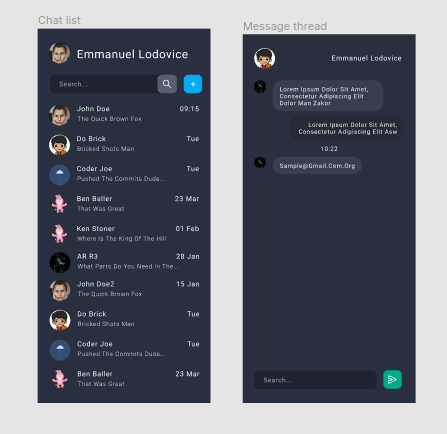 Chat list
Emmanuel Lodovice
Search...
+
John Doe 09:15
The Quick Brown Fox
Do Brick Tue
Bricked Shots Man
Coder Joe Tue
Pushed The Commits Dude...
Ben Baller 23 Mar
That Was Great
Ken Stoner 01 Feb
Where Is The King Of The Hill
AR R3 28 Jan
What Parts Do You Need In The...
John Doe2 15 Jan
The Quick Brown Fox
Do Brick Tue
Bricked Shots Man
Coder Joe Tue
Pushed The Commits Dude...
Ben Baller 23 Mar
That Was Great
Message thread
Emmanuel Lodovice
Lorem Ipsum Dolor Sit Amet,
Consectetur Adipiscing Elit
Dolor Man Zakor
Lorem Ipsum Dolor Sit Amet,
Consectetur Adipiscing Elit Asw
10:22
Sample@Gmail.Com.Org
Search...